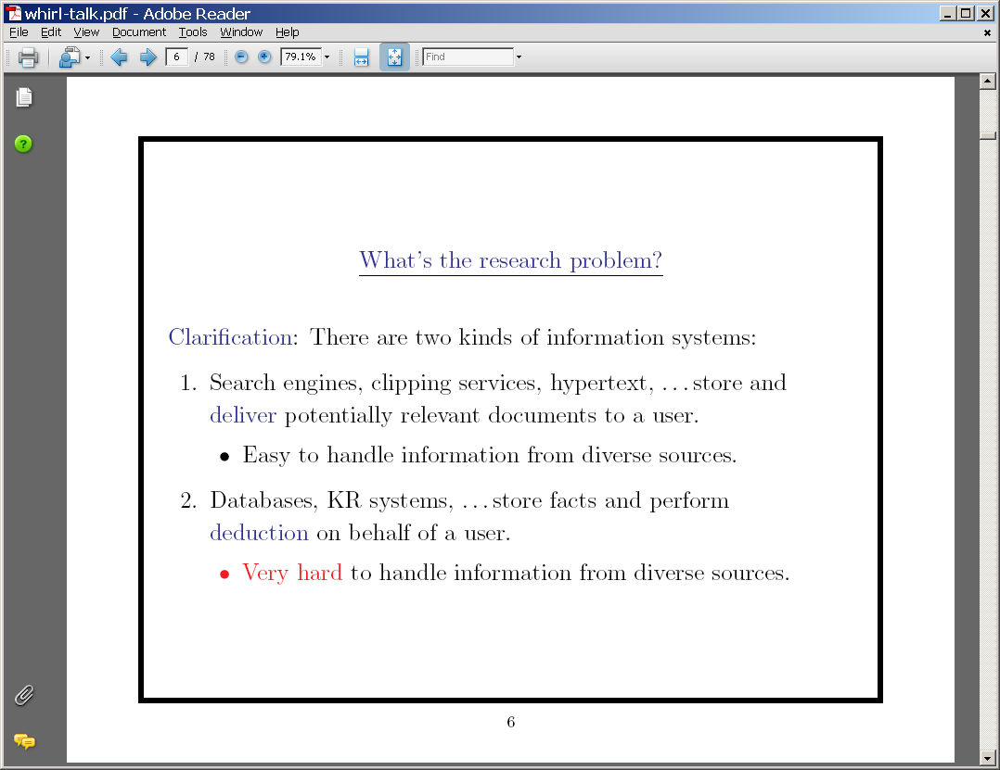 whirl-talk.pdf - Adobe Reader
File Edit View Document Tools Window Help
6 / 78 79.1% Find
What's the research problem?
Clarification: There are two kinds of information systems:
1. Search engines, clipping services, hypertext, ...store and
deliver potentially relevant documents to a user.
• Easy to handle information from diverse sources.
2. Databases, KR systems, ...store facts and perform
deduction on behalf of a user.
• Very hard to handle information from diverse sources.
6